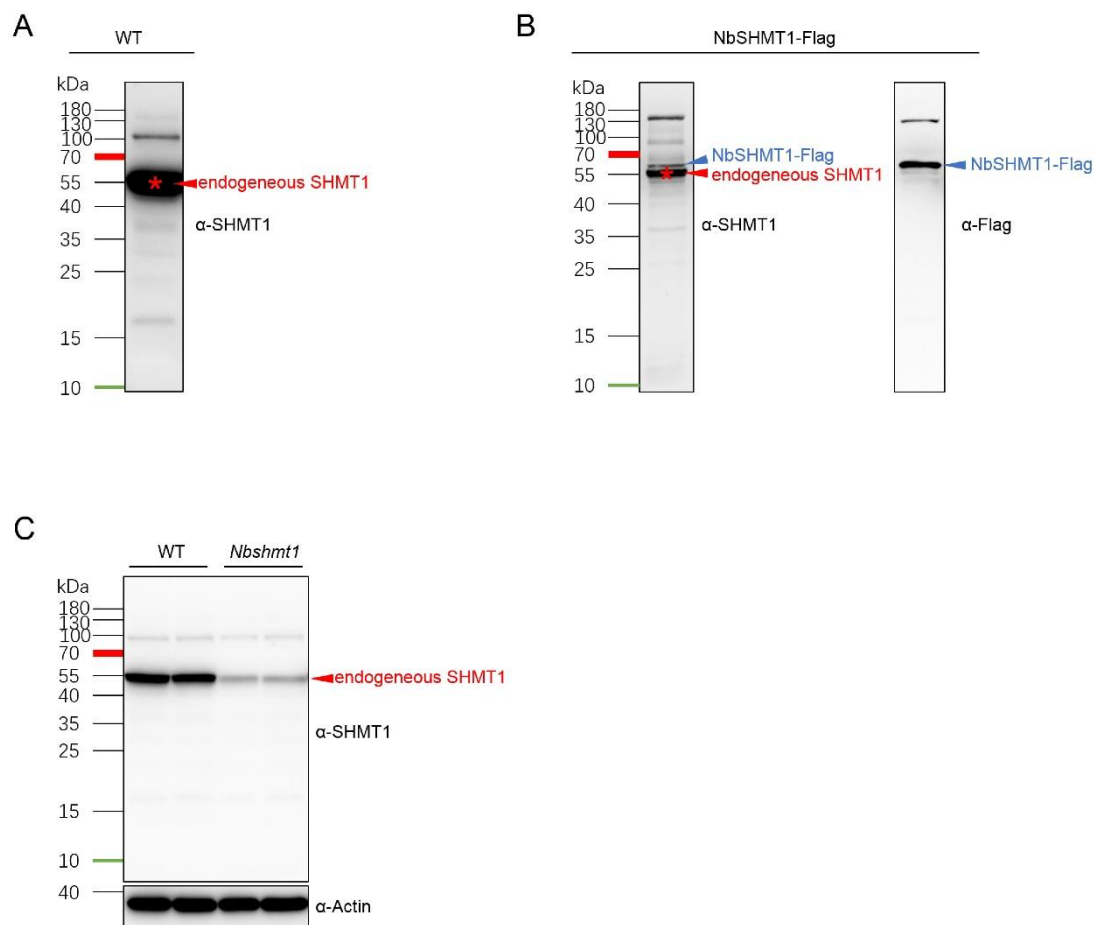 A
WT
kDa
180
130
100
70
55
40
35
25
15
10
*
endogeneous SHMT1
α-SHMT1
B
NbSHMT1-Flag
kDa
180
130
100
70
55
40
35
25
15
10
*
NbSHMT1-Flag
endogeneous SHMT1
α-SHMT1
NbSHMT1-Flag
α-Flag
C
WT Nbshmt1
kDa
180
130
100
70
55
40
35
25
15
10
40
endogeneous SHMT1
α-SHMT1
α-Actin